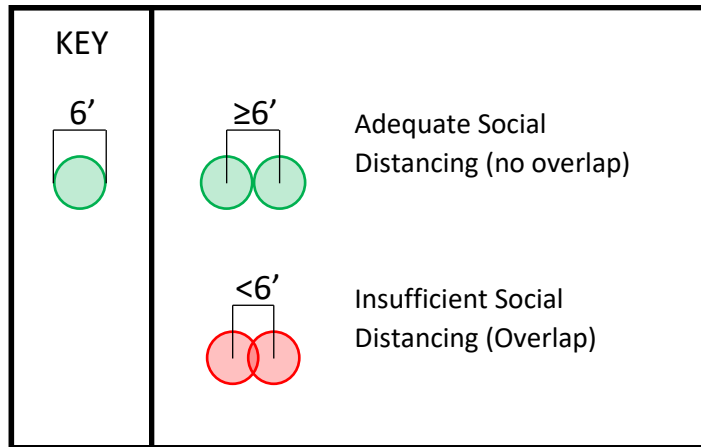 KEY
6’
≥6’
Adequate Social
Distancing (no overlap)
<6’
Insufficient Social
Distancing (Overlap)